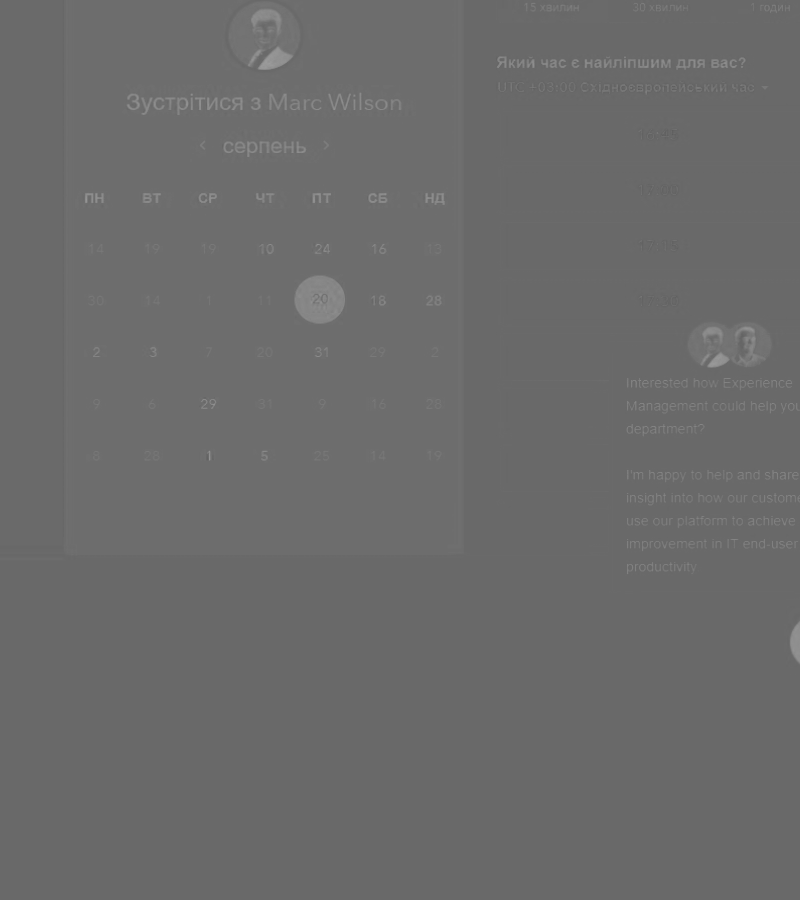 15 хвилин 30 хвилин 1 годин
Зустрітися з Marc Wilson
серпень
ПН ВТ СР ЧТ ПТ СБ НД
14 19 19 10 24 16 13
30 14 1 11 20 18 28
2 3 7 20 31 29 2
9 6 29 31 9 16 28
6 28 1 5 25 14 19
Який час є найліпшим для вас?
UTC +03:00 Східноєвропейський час
Interested how Experience
Management could help you
department?
I'm happy to help and share
insight into how our custome
use our platform to achieve
improvement in IT end-user
productivity